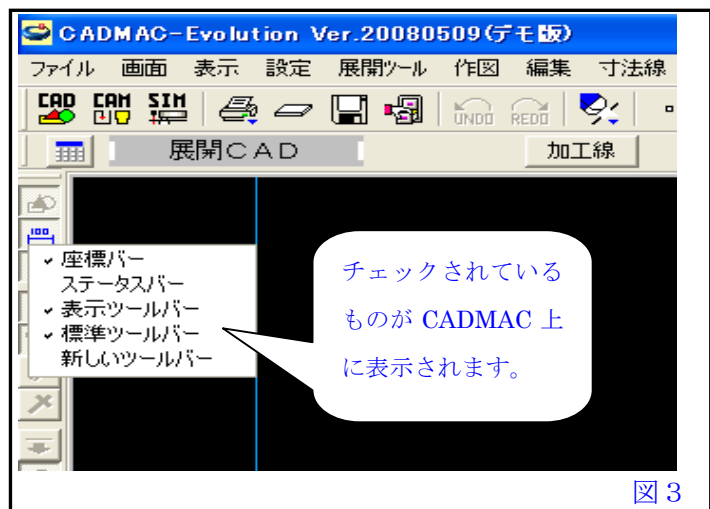 CADMAC-Evolution Ver.20080509(デモ版)
ファイル 画面 表示 設定 展開ツール 作図 編集 寸法線
CAD CAM SIM UNDO REDO
展開CAD 加工線
100
座標バー
ステータスバー
表示ツールバー
標準ツールバー
新しいツールバー
チェックされている
ものが CADMAC 上
に表示されます。
図3